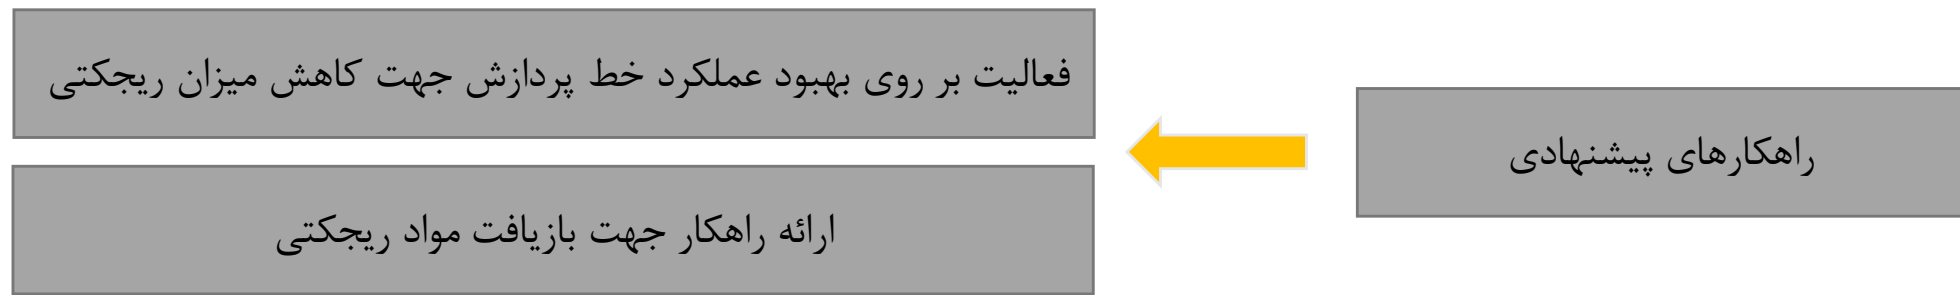 راهکارهای پیشنهادی
فعالیت بر روی بهبود عملکرد خط پردازش جهت کاهش میزان ریجکتی
ارائه راهکار جهت بازیافت مواد ریجکتی